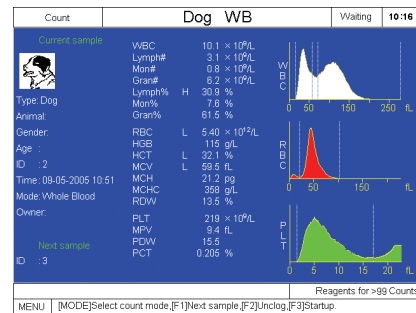 Count Dog WB Waiting 10:16
Current sample
Type: Dog
Animal:
Gender:
Age :
ID : 2
Time: 09-05-2005 10:51
Mode: Whole Blood
Owner:
Next sample
ID : 3
WBC 10.1 × 10⁹/L
Lymph# 3.1 × 10⁹/L
Mon# 0.8 × 10⁹/L
Gran# 6.2 × 10⁹/L
Lymph% H 30.9 %
Mon% 7.6 %
Gran% 61.5 %
RBC L 5.40 × 10¹²/L
HGB 115 g/L
HCT L 32.1 %
MCV L 59.5 fL
MCH 21.2 pg
MCHC 358 g/L
RDW 13.5 %
PLT 219 × 10⁹/L
MPV 9.4 fL
PDW 15.5
PCT 0.205 %
WBC
0 50 150 250 fL
RBC
0 50 150 fL
PLT
0 5 10 15 20 fL
Reagents for >99 Counts
MENU [MODE]Select count mode,[F1]Next sample,[F2]Unclog,[F3]Startup.